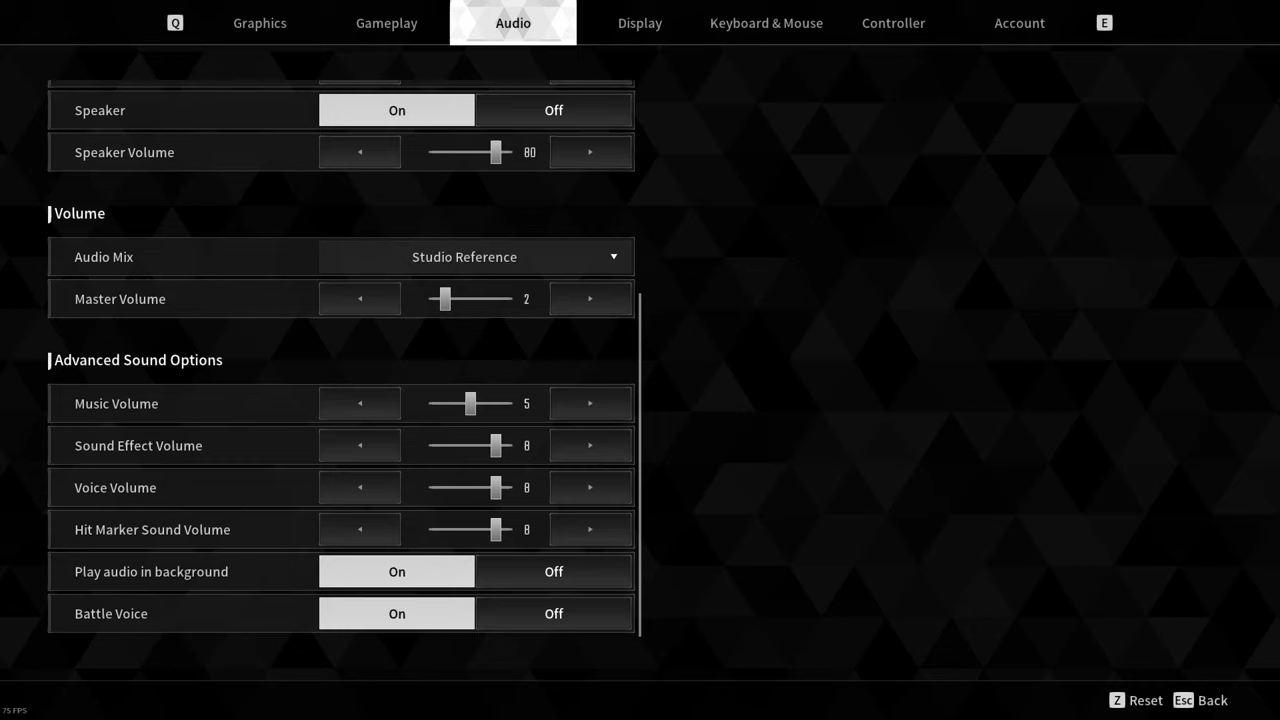 Q Graphics Gameplay Audio Display Keyboard & Mouse Controller Account E
Speaker On Off
Speaker Volume 80
Volume
Audio Mix Studio Reference
Master Volume 2
Advanced Sound Options
Music Volume 5
Sound Effect Volume 8
Voice Volume 8
Hit Marker Sound Volume 8
Play audio in background On Off
Battle Voice On Off
Z Reset Esc Back
75 FPS